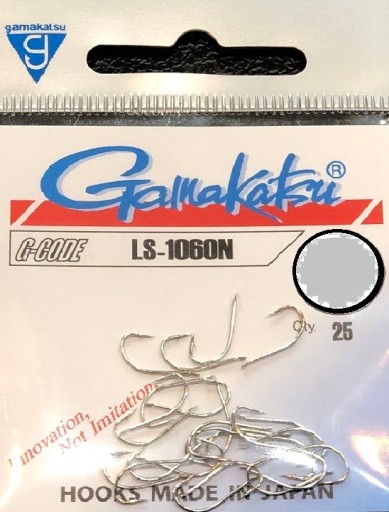 gamakatsu
g
Gamakatsu®
G-CODE LS-1060N
Qty. 25
Innovation,
Not Imitation
HOOKS MADE IN JAPAN